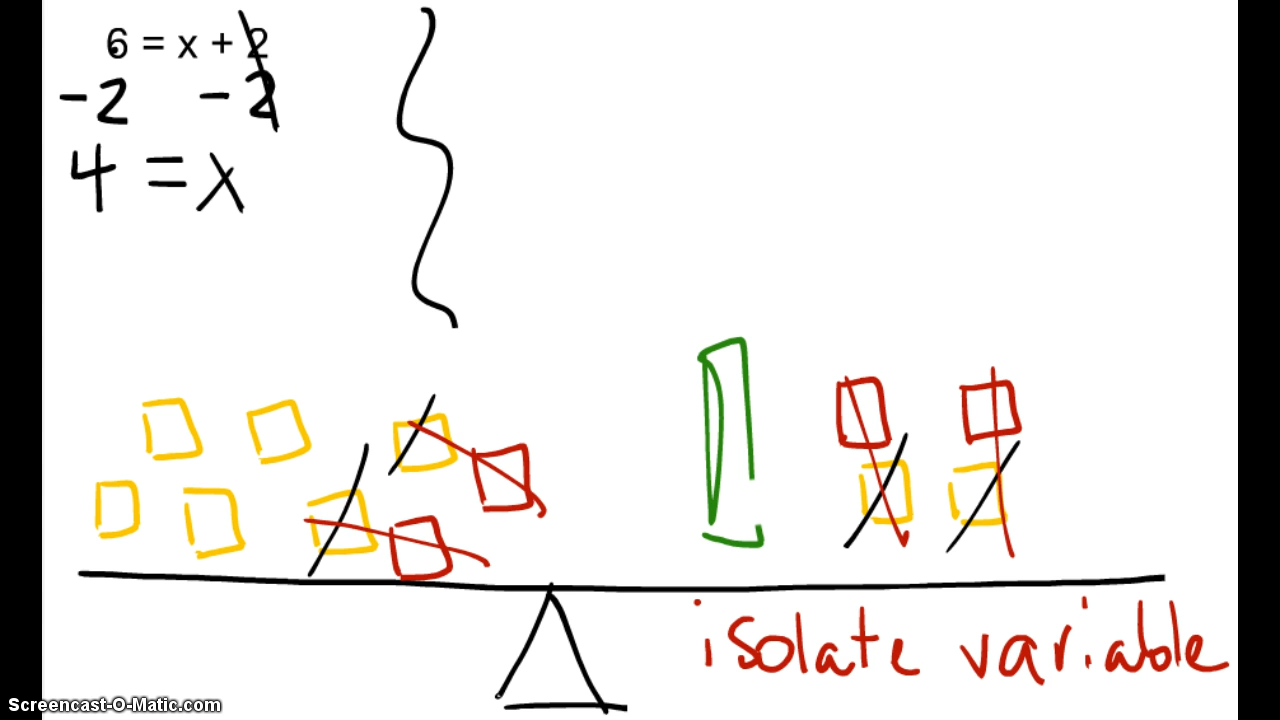 6 = x + 2
-2 - 2
4 = x
isolate variable
Screencast-O-Matic.com